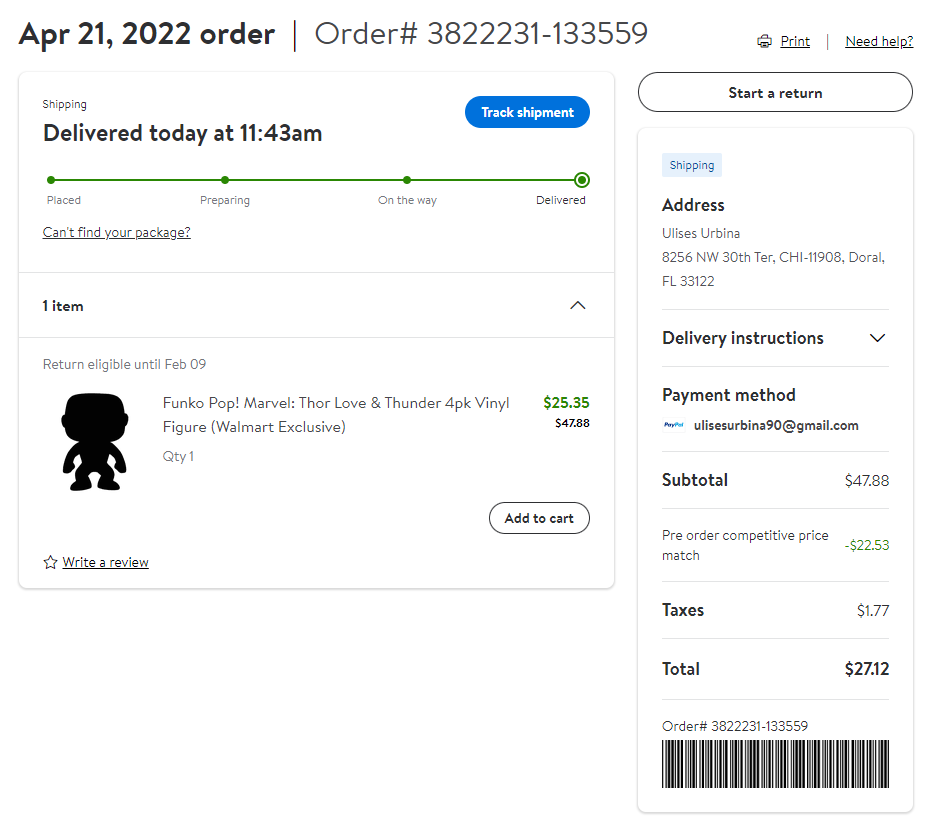 Apr 21, 2022 order | Order# 3822231-133559
Print | Need help?
Shipping
Delivered today at 11:43am
Track shipment
Placed Preparing On the way Delivered
Can't find your package?
1 item
Return eligible until Feb 09
Funko Pop! Marvel: Thor Love & Thunder 4pk Vinyl $25.35
Figure (Walmart Exclusive) $47.88
Qty 1
Add to cart
Write a review
Start a return
Shipping
Address
Ulises Urbina
8256 NW 30th Ter, CHI-11908, Doral,
FL 33122
Delivery instructions
Payment method
PayPal ulisesurbina90@gmail.com
Subtotal $47.88
Pre order competitive price
match -$22.53
Taxes $1.77
Total $27.12
Order# 3822231-133559